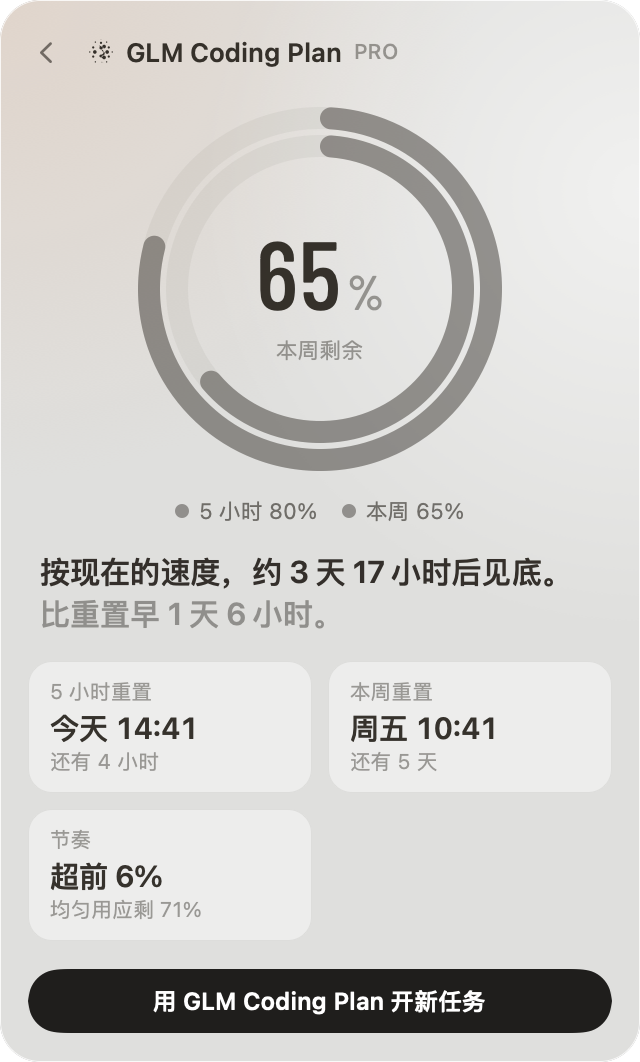 GLM Coding Plan PRO
65%
本周剩余
5 小时 80% 本周 65%
按现在的速度，约 3 天 17 小时后见底。
比重置早 1 天 6 小时。
5 小时重置
今天 14:41
还有 4 小时
本周重置
周五 10:41
还有 5 天
节奏
超前 6%
均匀用应剩 71%
用 GLM Coding Plan 开新任务